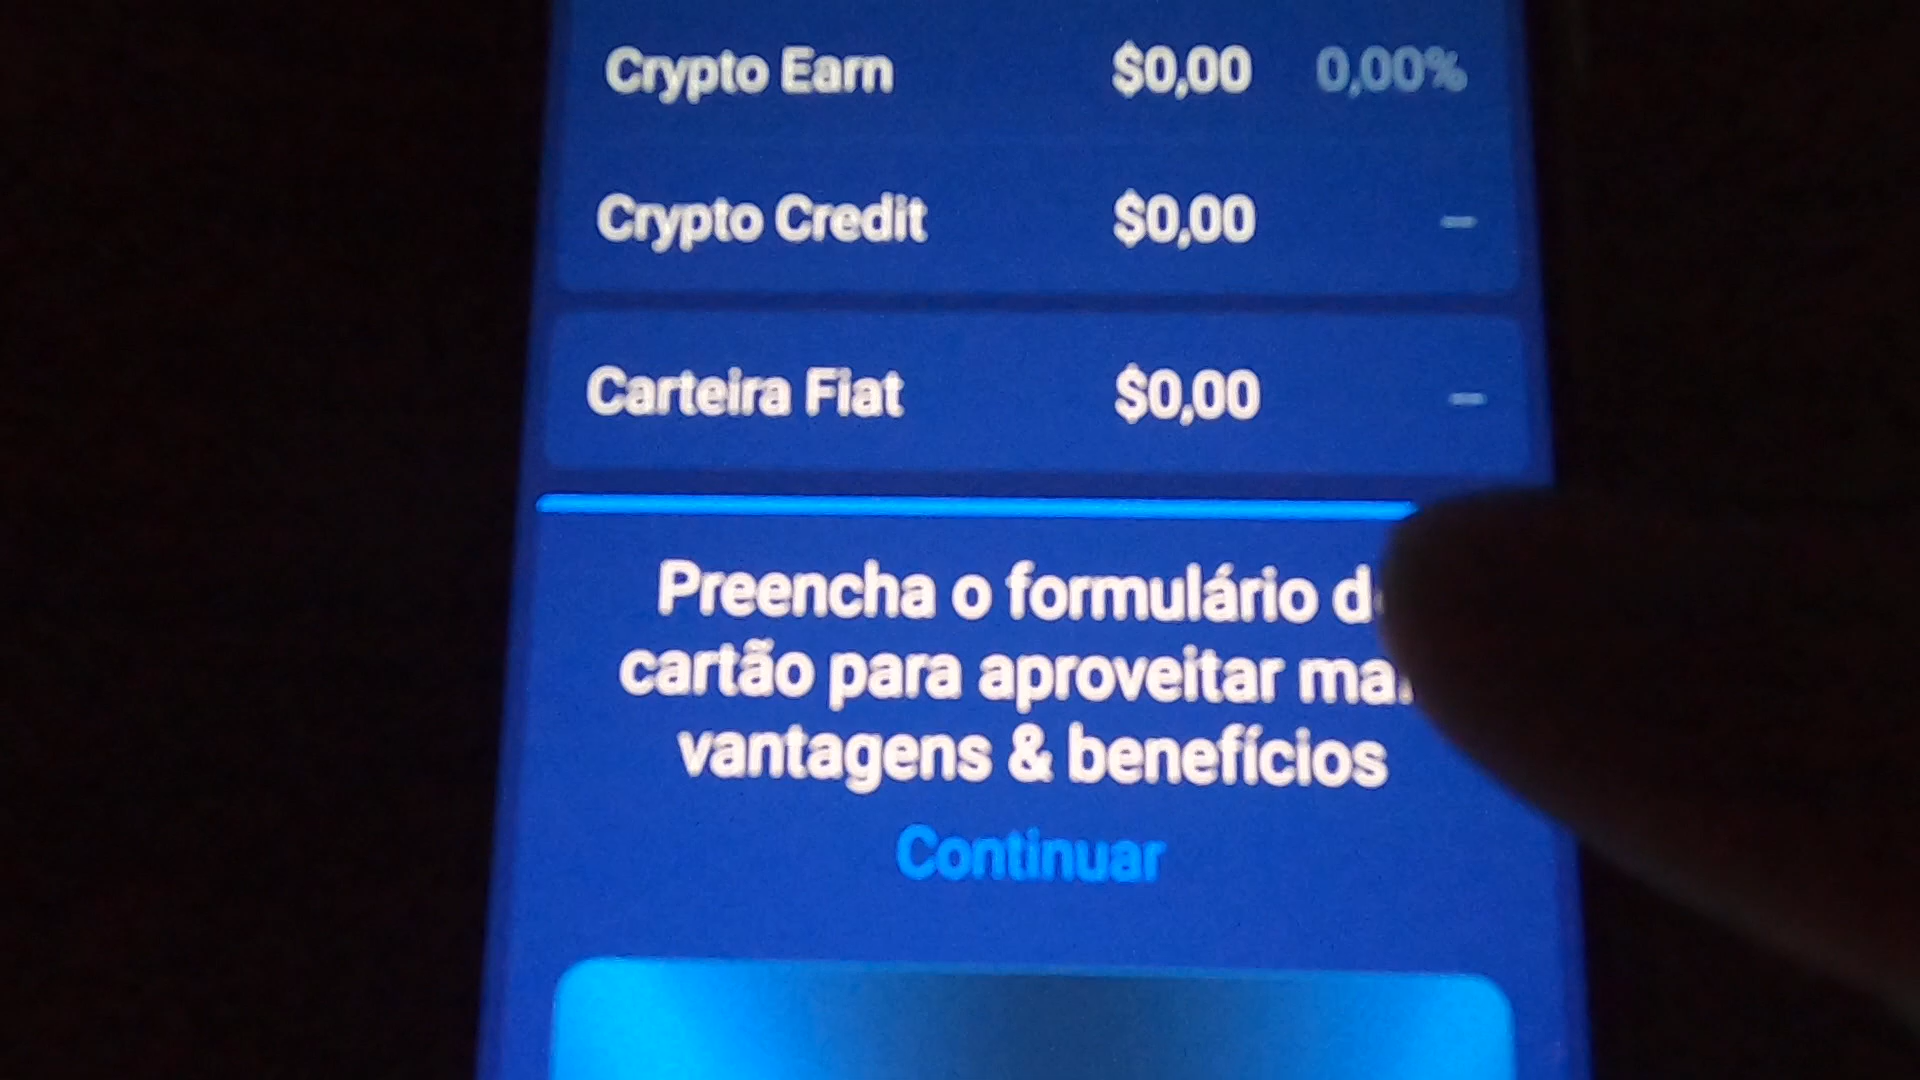 Crypto Earn $0,00 0,00%
Crypto Credit $0,00 –
Carteira Fiat $0,00 –
Preencha o formulário
cartão para aproveitar
vantagens & benefícios
Continuar